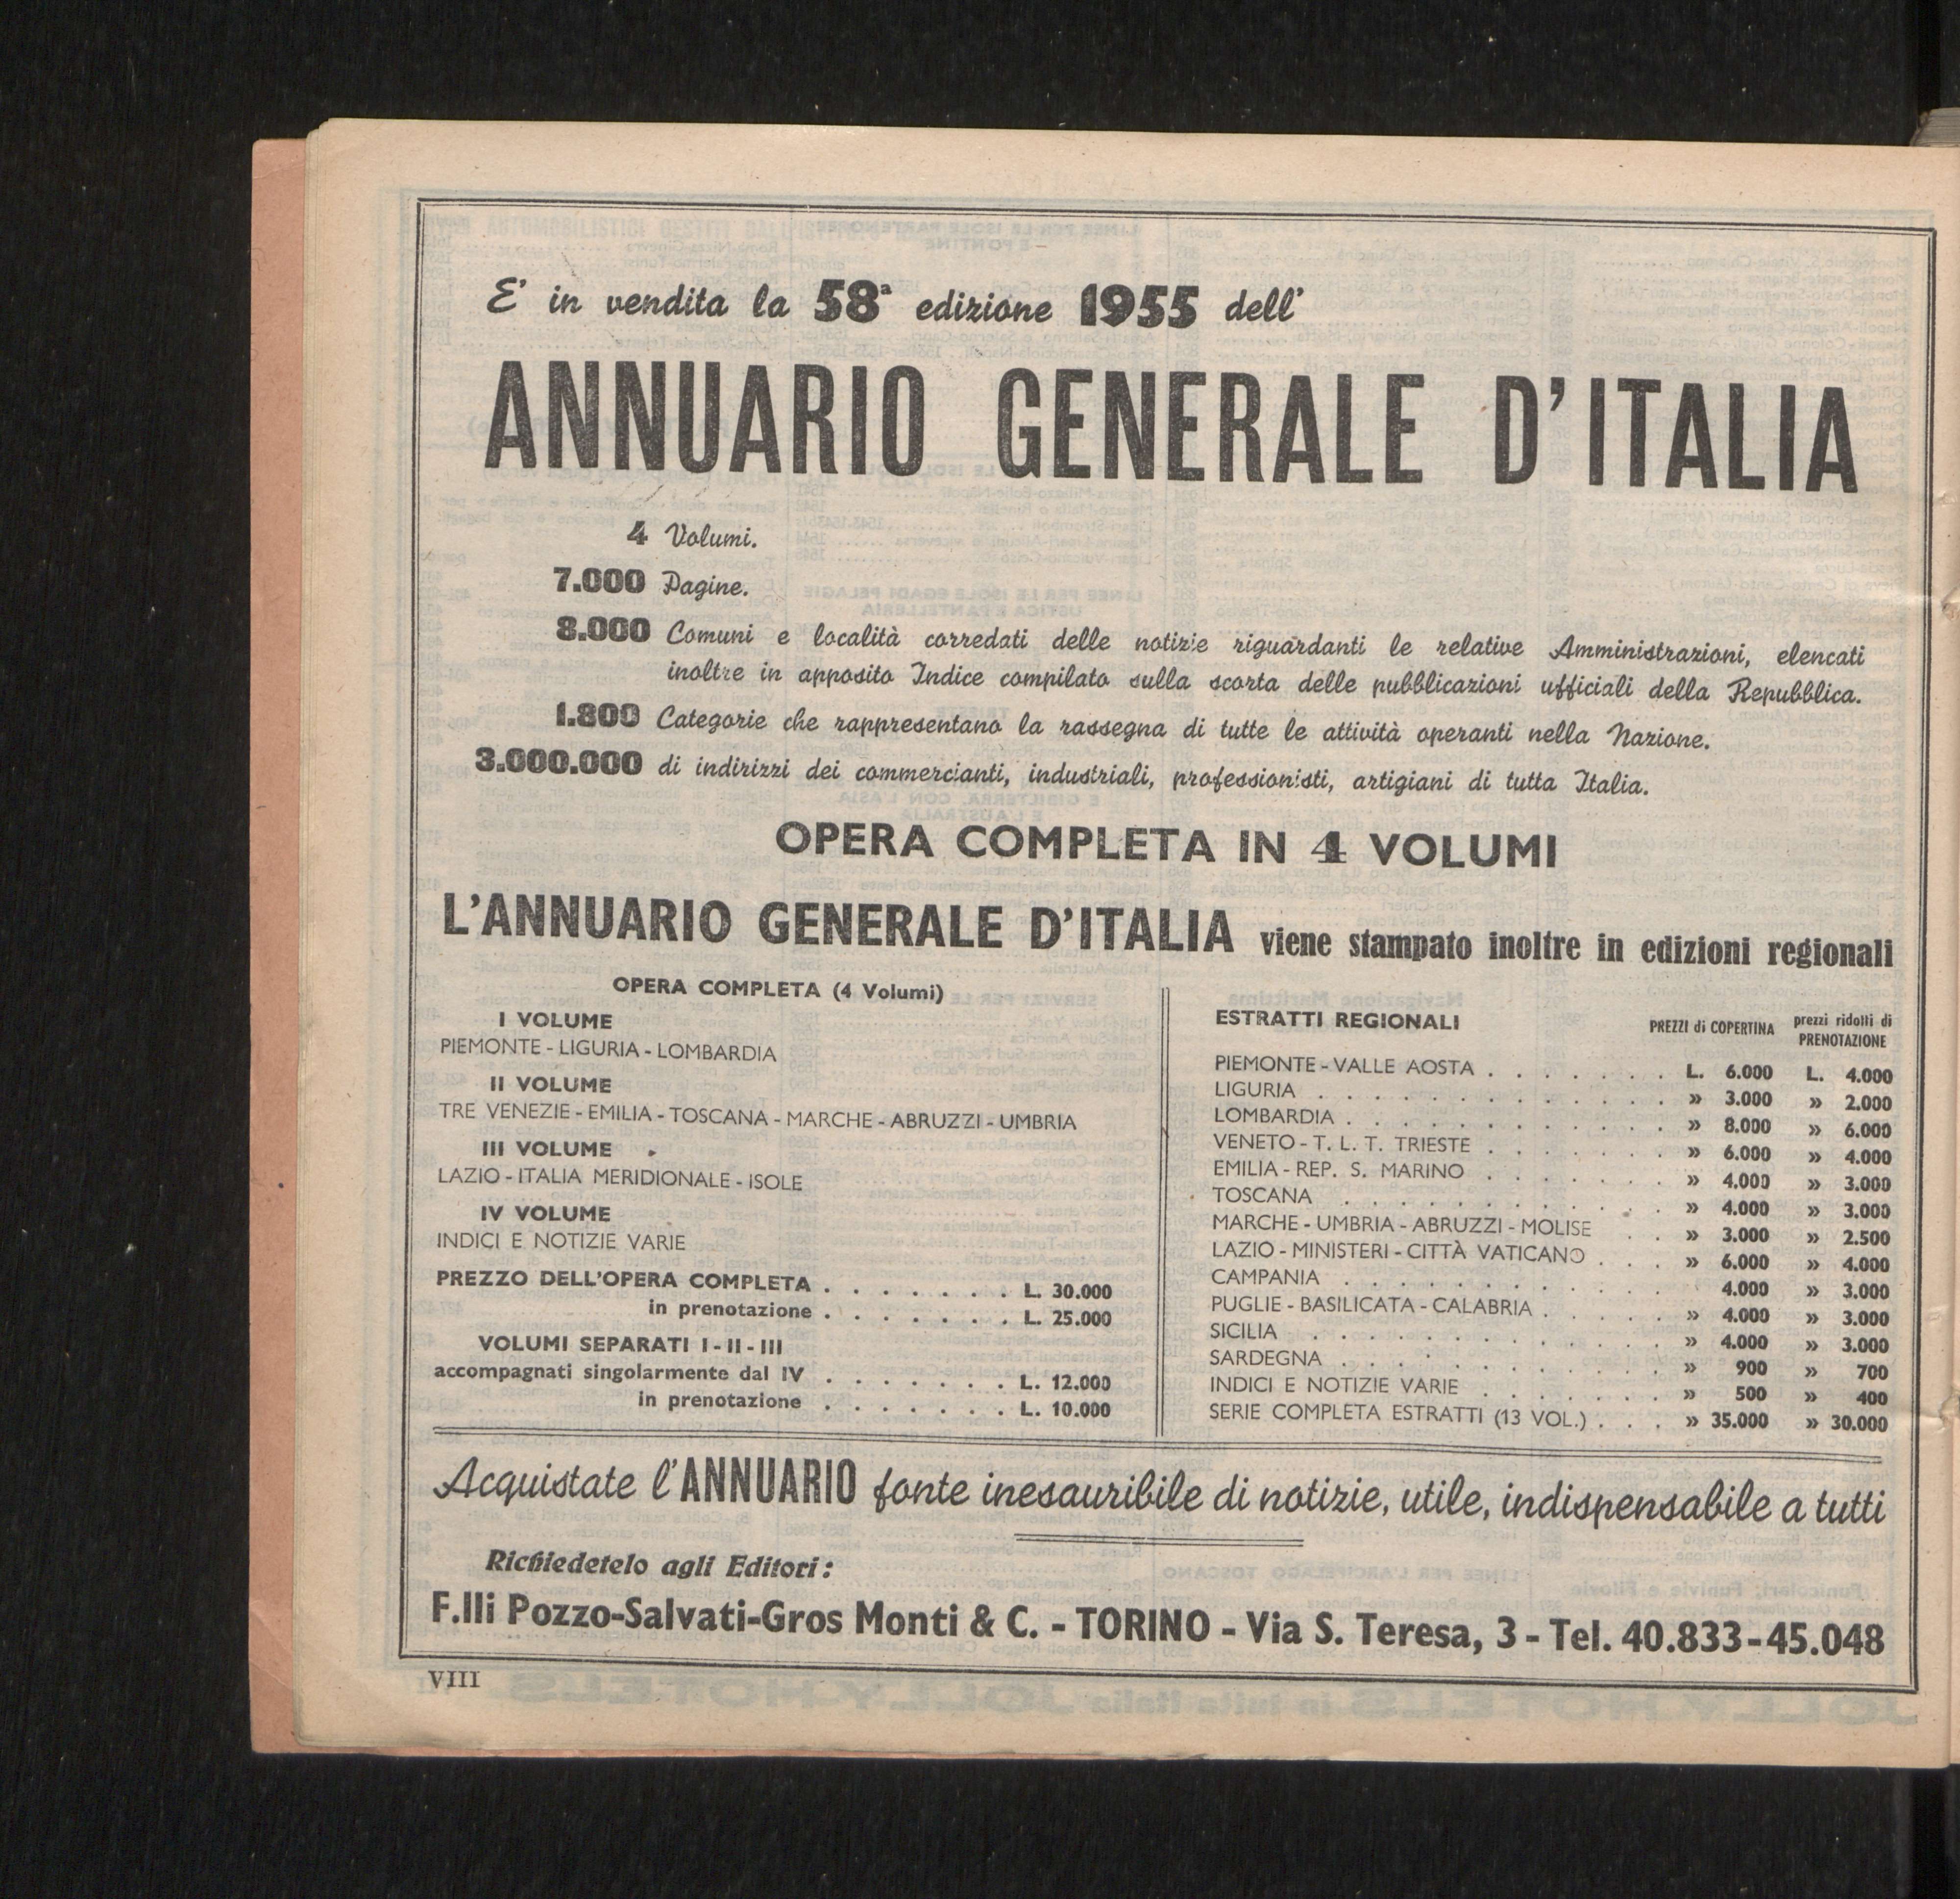 E' in vendita la 58ª edizione 1955 dell'
ANNUARIO GENERALE D'ITALIA
4 Volumi.
7.000 Pagine.
8.000 Comuni e località corredati delle notizie riguardanti le relative Amministrazioni, elencati
inoltre in apposito Indice compilato sulla scorta delle pubblicazioni ufficiali della Repubblica.
1.800 Categorie che rappresentano la rassegna di tutte le attività operanti nella Nazione.
3.000.000 di indirizzi dei commercianti, industriali, professionisti, artigiani di tutta Italia.
OPERA COMPLETA IN 4 VOLUMI
L'ANNUARIO GENERALE D'ITALIA viene stampato inoltre in edizioni regionali
OPERA COMPLETA (4 Volumi)
I VOLUME
PIEMONTE - LIGURIA - LOMBARDIA
II VOLUME
TRE VENEZIE - EMILIA - TOSCANA - MARCHE - ABRUZZI - UMBRIA
III VOLUME
LAZIO - ITALIA MERIDIONALE - ISOLE
IV VOLUME
INDICI E NOTIZIE VARIE
PREZZO DELL'OPERA COMPLETA . . . . . . . L. 30.000
in prenotazione . . . . . . . L. 25.000
VOLUMI SEPARATI I - II - III
accompagnati singolarmente dal IV . . . . . . . L. 12.000
in prenotazione . . . . . . . L. 10.000
ESTRATTI REGIONALI PREZZI di COPERTINA prezzi ridotti di PRENOTAZIONE
PIEMONTE - VALLE AOSTA . . . . . . . L. 6.000 L. 4.000
LIGURIA . . . . . . . . . . . . . . » 3.000 » 2.000
LOMBARDIA . . . . . . . . . . . . . » 8.000 » 6.000
VENETO - T. L. T. TRIESTE . . . . . . . » 6.000 » 4.000
EMILIA - REP. S. MARINO . . . . . . . » 4.000 » 3.000
TOSCANA . . . . . . . . . . . . . » 4.000 » 3.000
MARCHE - UMBRIA - ABRUZZI - MOLISE . . » 3.000 » 2.500
LAZIO - MINISTERI - CITTÀ VATICANO . . . » 6.000 » 4.000
CAMPANIA . . . . . . . . . . . . 4.000 » 3.000
PUGLIE - BASILICATA - CALABRIA . . . . . » 4.000 » 3.000
SICILIA . . . . . . . . . . . . . » 4.000 » 3.000
SARDEGNA . . . . . . . . . . . . » 900 » 700
INDICI E NOTIZIE VARIE . . . . . . . » 500 » 400
SERIE COMPLETA ESTRATTI (13 VOL.) . . . » 35.000 » 30.000
Acquistate l'ANNUARIO fonte inesauribile di notizie, utile, indispensabile a tutti
Richiedetelo agli Editori:
F.lli Pozzo-Salvati-Gros Monti & C. - TORINO - Via S. Teresa, 3 - Tel. 40.833-45.048
VIII